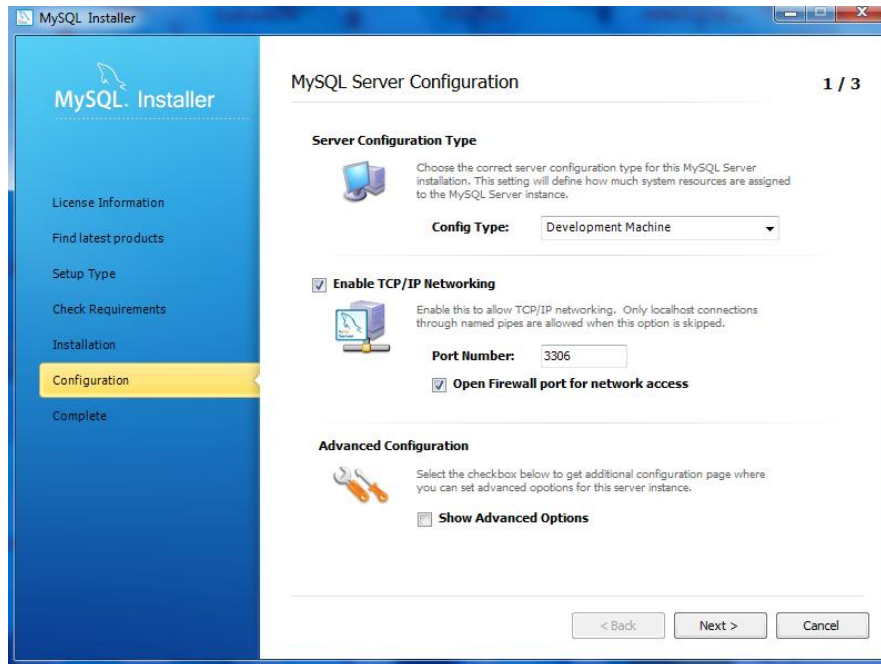 MySQL Installer
MySQL. Installer
License Information
Find latest products
Setup Type
Check Requirements
Installation
Configuration
Complete
MySQL Server Configuration
1 / 3
Server Configuration Type
Choose the correct server configuration type for this MySQL Server
installation. This setting will define how much system resources are assigned
to the MySQL Server instance.
Config Type:
Development Machine
Enable TCP/IP Networking
Enable this to allow TCP/IP networking. Only localhost connections
through named pipes are allowed when this option is skipped.
Port Number:
3306
Open Firewall port for network access
Advanced Configuration
Select the checkbox below to get additional configuration page where
you can set advanced opotions for this server instance.
Show Advanced Options
< Back
Next >
Cancel